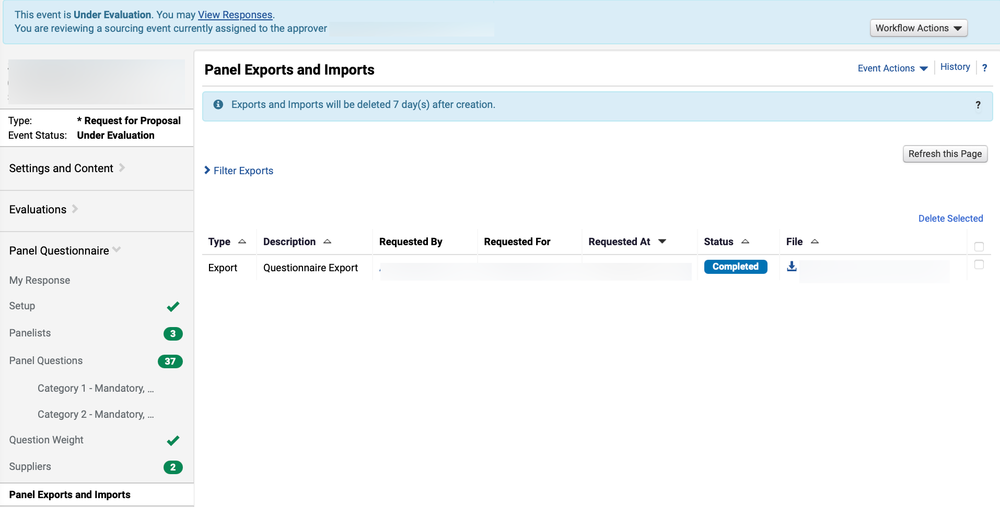 This event is Under Evaluation. You may View Responses.
You are reviewing a sourcing event currently assigned to the approver
Workflow Actions
Type: * Request for Proposal
Event Status: Under Evaluation
Settings and Content
Evaluations
Panel Questionnaire
My Response
Setup
Panelists 3
Panel Questions 37
Category 1 - Mandatory, ...
Category 2 - Mandatory, ...
Question Weight
Suppliers 2
Panel Exports and Imports
Panel Exports and Imports
Event Actions History ?
Exports and Imports will be deleted 7 day(s) after creation. ?
Refresh this Page
Filter Exports
Delete Selected
Type Description Requested By Requested For Requested At Status File
Export Questionnaire Export Completed